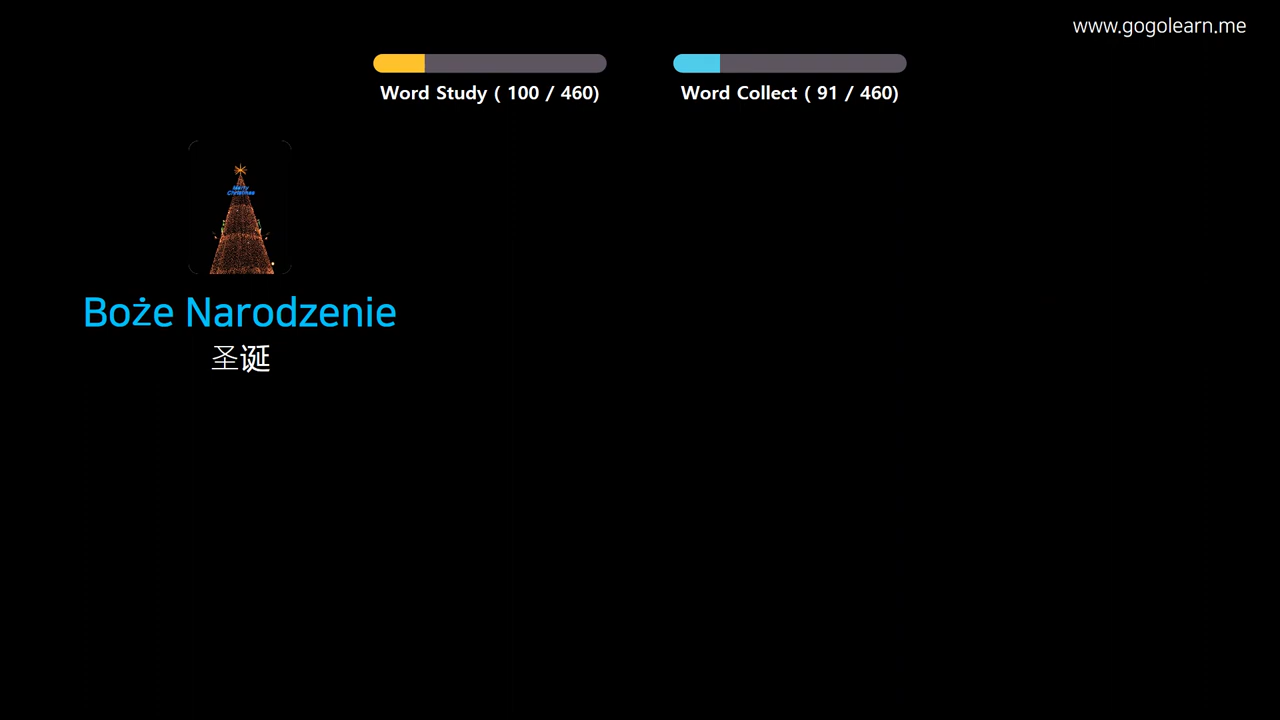 www.gogolearn.me
Word Study ( 100 / 460)
Word Collect ( 91 / 460)
Merry
Christmas
Boże Narodzenie
圣诞